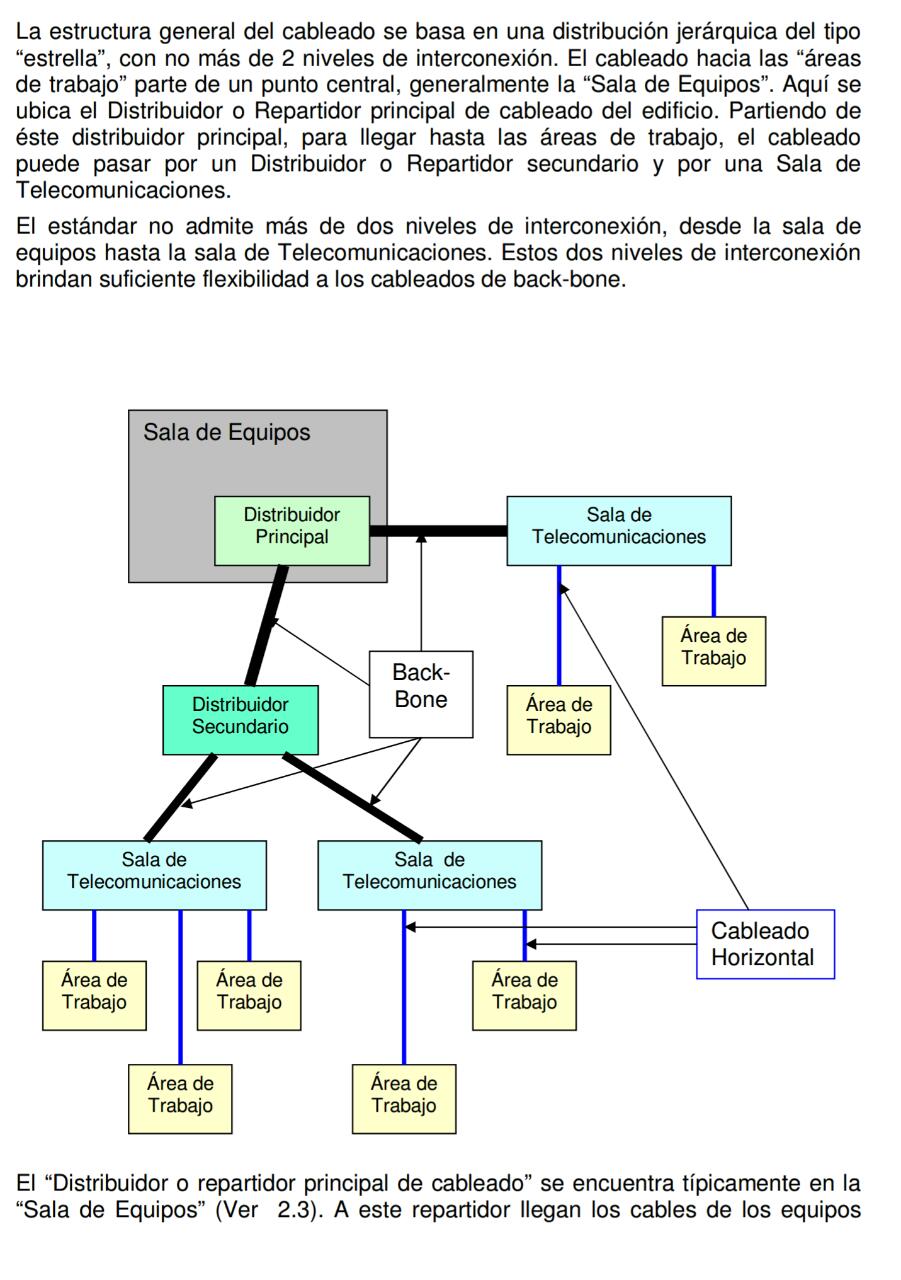 La estructura general del cableado se basa en una distribución jerárquica del tipo
“estrella”, con no más de 2 niveles de interconexión. El cableado hacia las “áreas
de trabajo” parte de un punto central, generalmente la “Sala de Equipos”. Aquí se
ubica el Distribuidor o Repartidor principal de cableado del edificio. Partiendo de
éste distribuidor principal, para llegar hasta las áreas de trabajo, el cableado
puede pasar por un Distribuidor o Repartidor secundario y por una Sala de
Telecomunicaciones.
El estándar no admite más de dos niveles de interconexión, desde la sala de
equipos hasta la sala de Telecomunicaciones. Estos dos niveles de interconexión
brindan suficiente flexibilidad a los cableados de back-bone.
Sala de Equipos
Distribuidor
Principal
Sala de
Telecomunicaciones
Área de
Trabajo
Back-
Bone
Distribuidor
Secundario
Área de
Trabajo
Sala de
Telecomunicaciones
Sala de
Telecomunicaciones
Cableado
Horizontal
Área de
Trabajo
Área de
Trabajo
Área de
Trabajo
Área de
Trabajo
Área de
Trabajo
El “Distribuidor o repartidor principal de cableado” se encuentra típicamente en la
“Sala de Equipos” (Ver 2.3). A este repartidor llegan los cables de los equipos